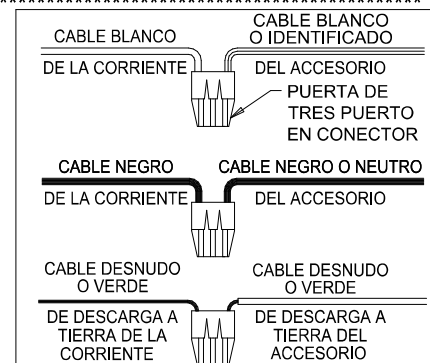 CABLE BLANCO
DE LA CORRIENTE
CABLE BLANCO
O IDENTIFICADO
DEL ACCESORIO
PUERTA DE
TRES PUERTO
EN CONECTOR
CABLE NEGRO
DE LA CORRIENTE
CABLE NEGRO O NEUTRO
DEL ACCESORIO
CABLE DESNUDO
O VERDE
DE DESCARGA A
TIERRA DE LA
CORRIENTE
CABLE DESNUDO
O VERDE
DE DESCARGA A
TIERRA DEL
ACCESORIO